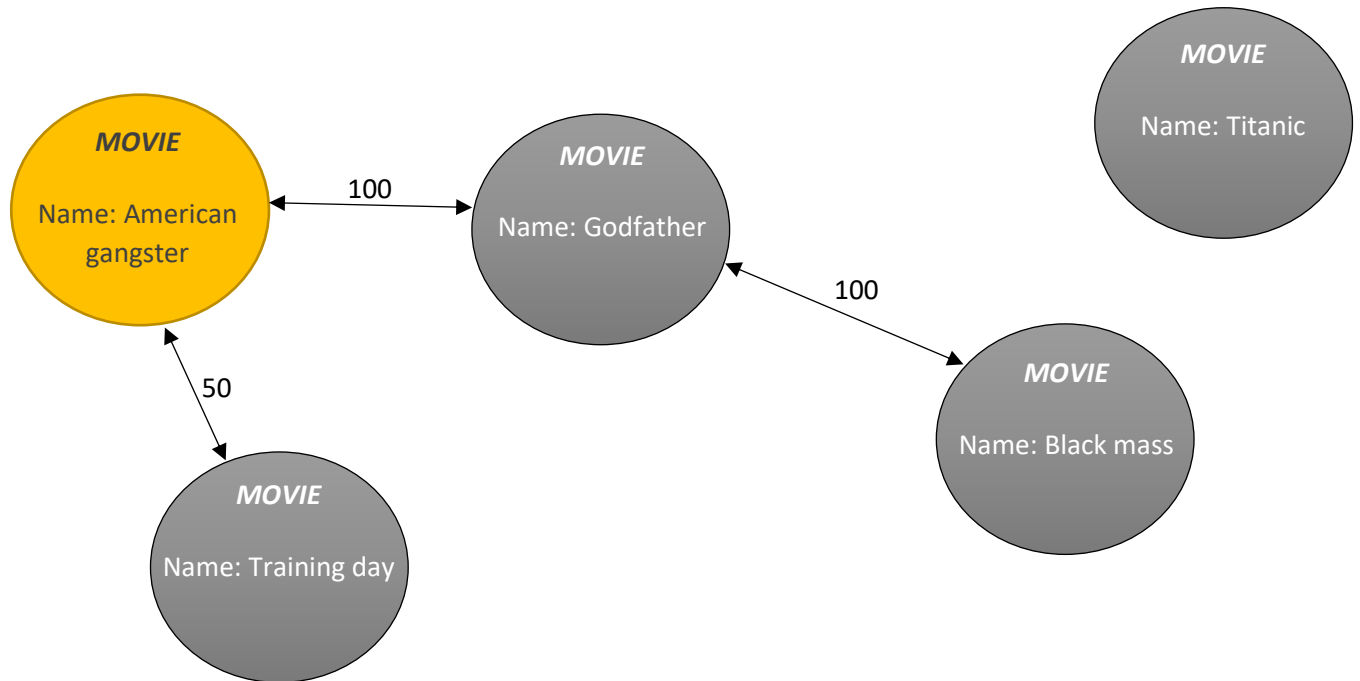 MOVIE
Name: Titanic
MOVIE
Name: American
gangster
100
MOVIE
Name: Godfather
100
MOVIE
Name: Black mass
50
MOVIE
Name: Training day